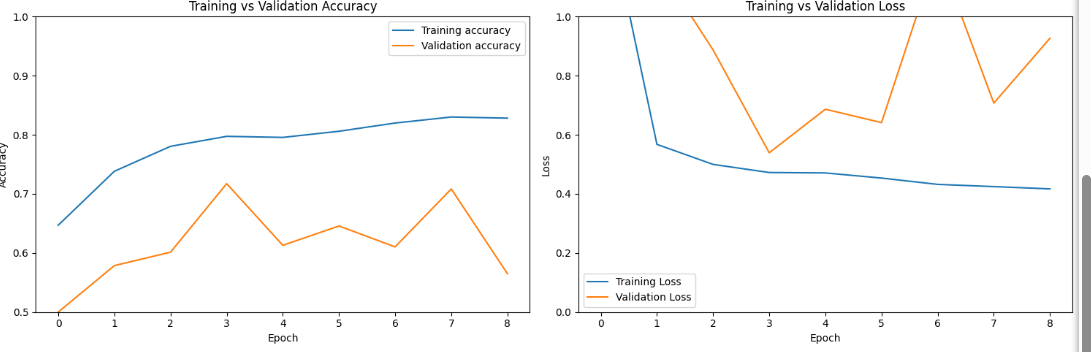 Training vs Validation Accuracy
1.0
0.9
0.8
0.7
0.6
0.5
Accuracy
Training accuracy
Validation accuracy
0 1 2 3 4 5 6 7 8
Epoch
Training vs Validation Loss
1.0
0.8
0.6
0.4
0.2
0.0
Loss
Training Loss
Validation Loss
0 1 2 3 4 5 6 7 8
Epoch